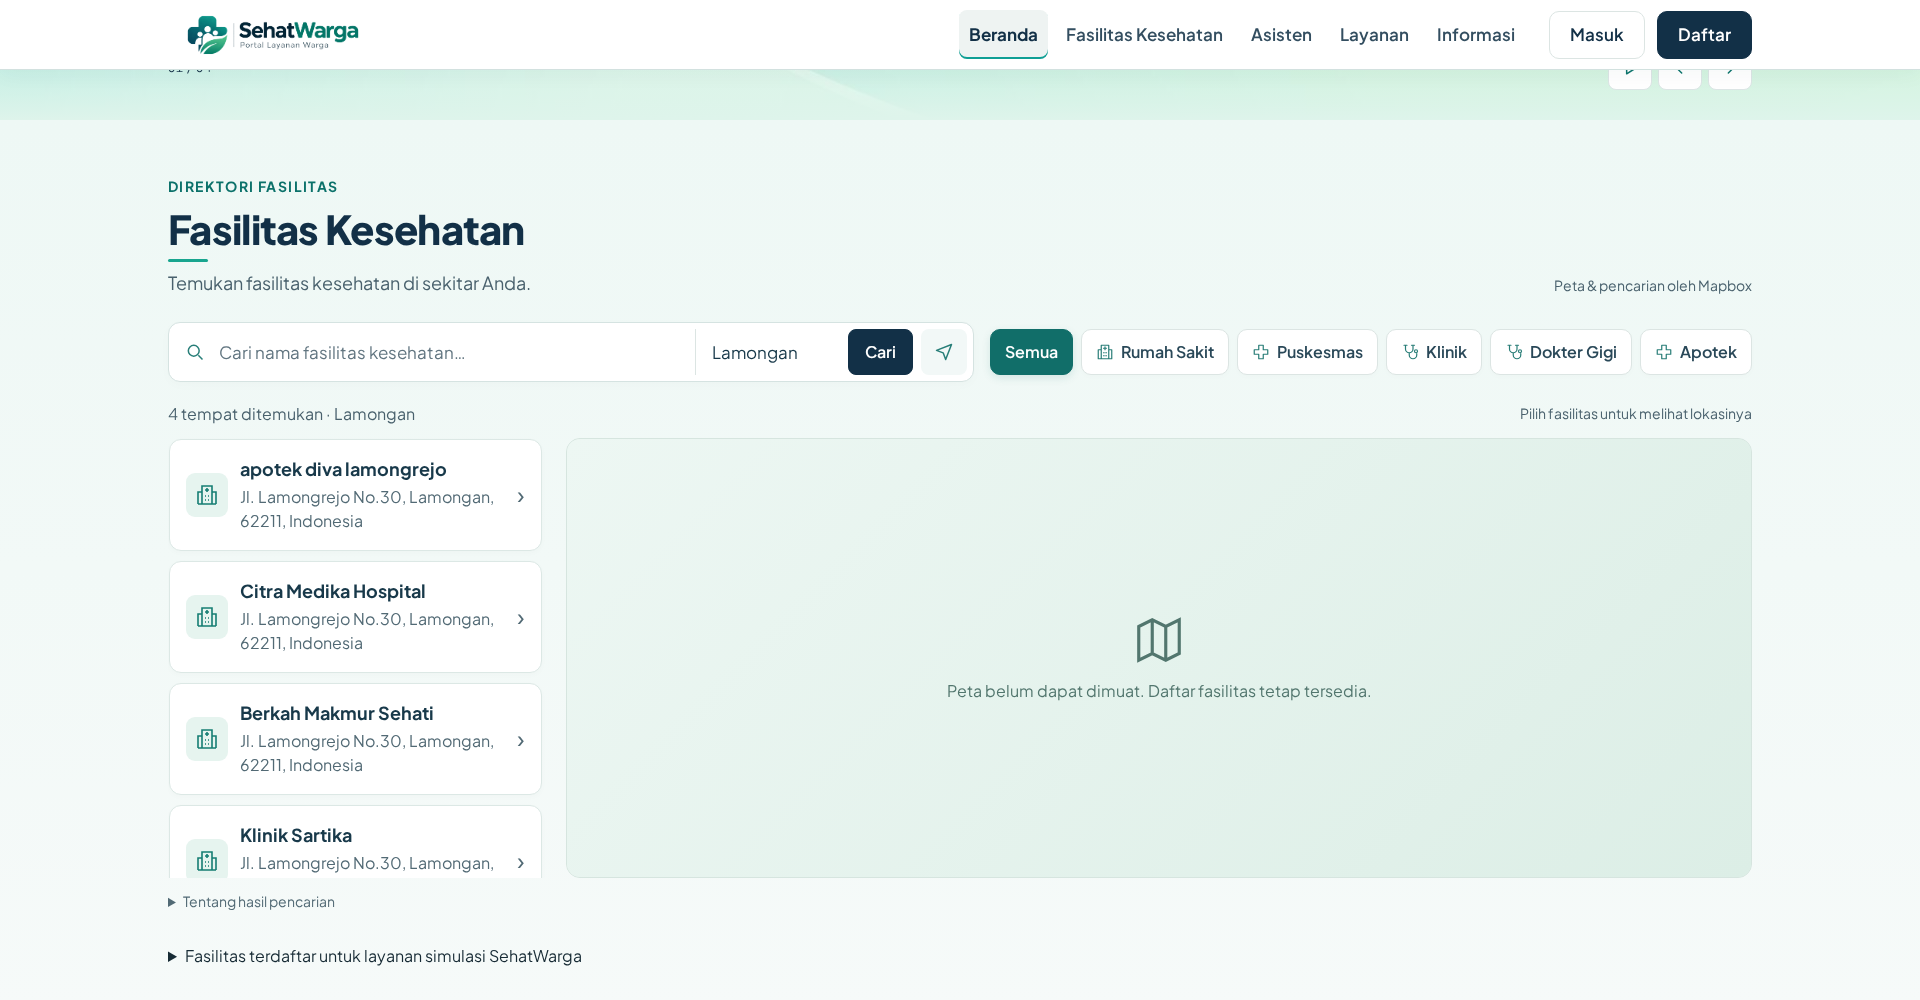 SehatWarga
Portal Layanan Warga
Beranda
Fasilitas Kesehatan
Asisten
Layanan
Informasi
Masuk
Daftar
DIREKTORI FASILITAS
Fasilitas Kesehatan
Temukan fasilitas kesehatan di sekitar Anda.
Peta & pencarian oleh Mapbox
Cari nama fasilitas kesehatan...
Lamongan
Cari
Semua
Rumah Sakit
Puskesmas
Klinik
Dokter Gigi
Apotek
4 tempat ditemukan · Lamongan
Pilih fasilitas untuk melihat lokasinya
apotek diva lamongrejo
Jl. Lamongrejo No.30, Lamongan,
62211, Indonesia
Citra Medika Hospital
Jl. Lamongrejo No.30, Lamongan,
62211, Indonesia
Berkah Makmur Sehati
Jl. Lamongrejo No.30, Lamongan,
62211, Indonesia
Klinik Sartika
Jl. Lamongrejo No.30, Lamongan,
Peta belum dapat dimuat. Daftar fasilitas tetap tersedia.
Tentang hasil pencarian
Fasilitas terdaftar untuk layanan simulasi SehatWarga